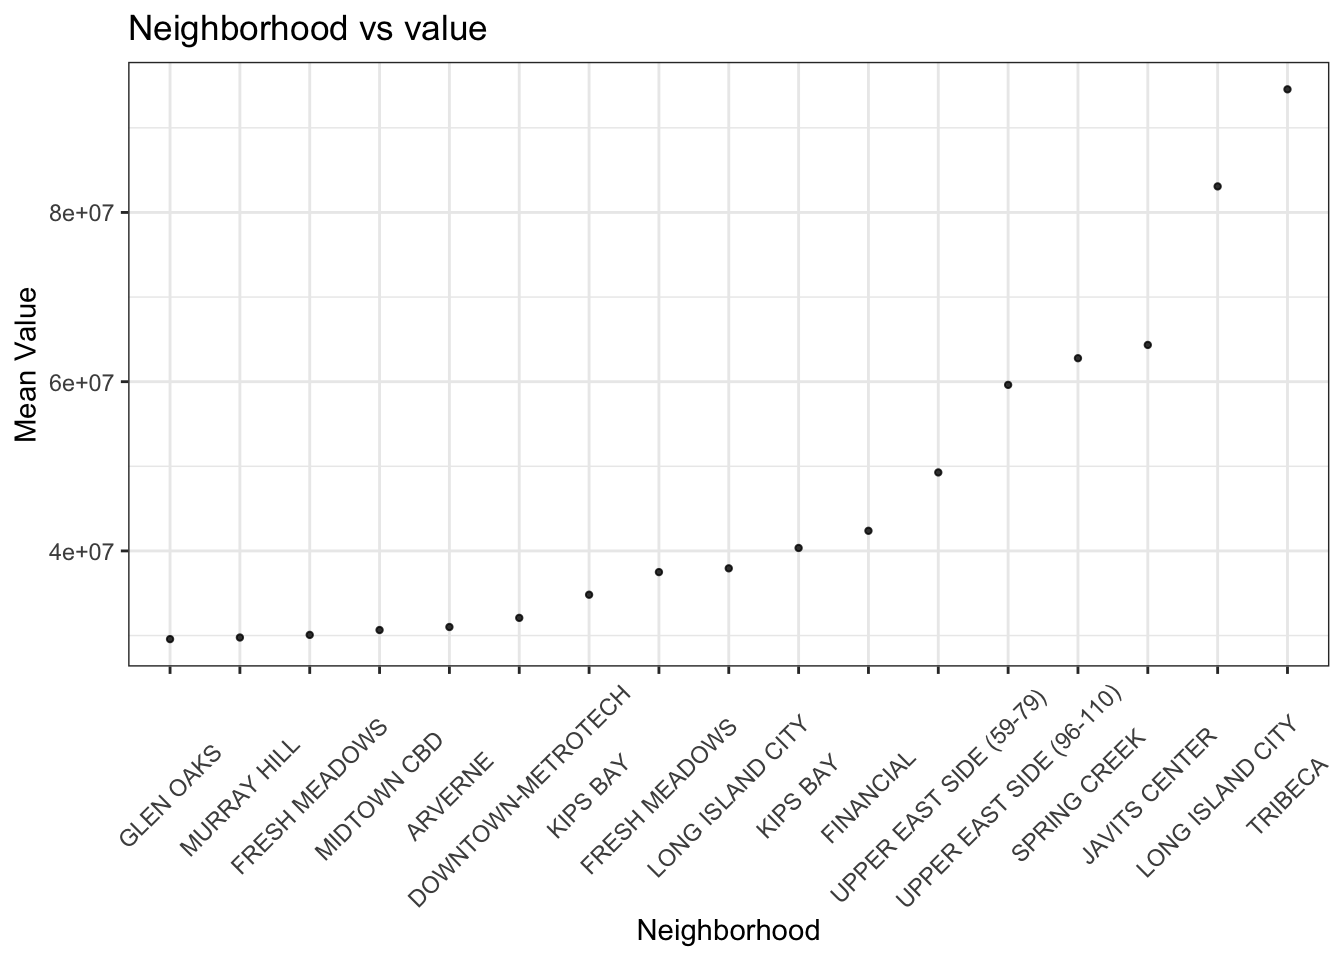 Neighborhood vs value
Mean Value
8e+07
6e+07
4e+07
GLEN OAKS
MURRAY HILL
FRESH MEADOWS
MIDTOWN CBD
ARVERNE
DOWNTOWN-METROTECH
KIPS BAY
FRESH MEADOWS
LONG ISLAND CITY
KIPS BAY
FINANCIAL
UPPER EAST SIDE (59-79)
UPPER EAST SIDE (96-110)
SPRING CREEK
JAVITS CENTER
LONG ISLAND CITY
TRIBECA
Neighborhood